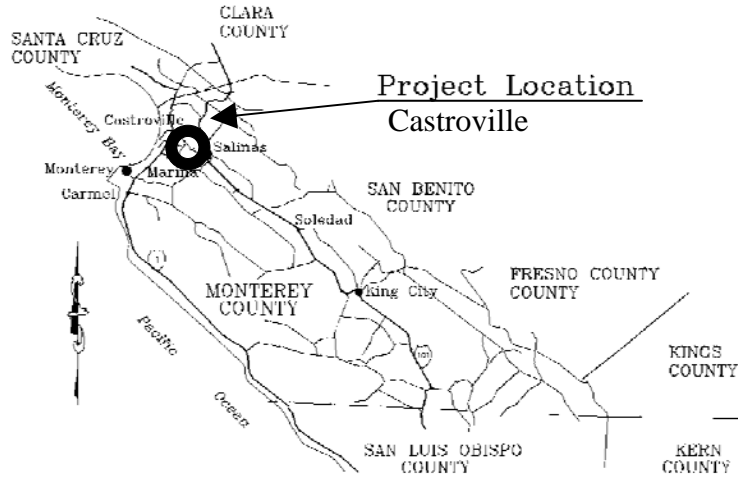 CLARA
COUNTY
SANTA CRUZ
COUNTY
Project Location
Castroville
Monterey Bay
Castroville
Salinas
Monterey
Marina
Carmel
SAN BENITO
COUNTY
Soledad
1
FRESNO COUNTY
COUNTY
MONTEREY
COUNTY
King City
Pacific
Ocean
101
KINGS
COUNTY
SAN LUIS OBISPO
COUNTY
KERN
COUNTY